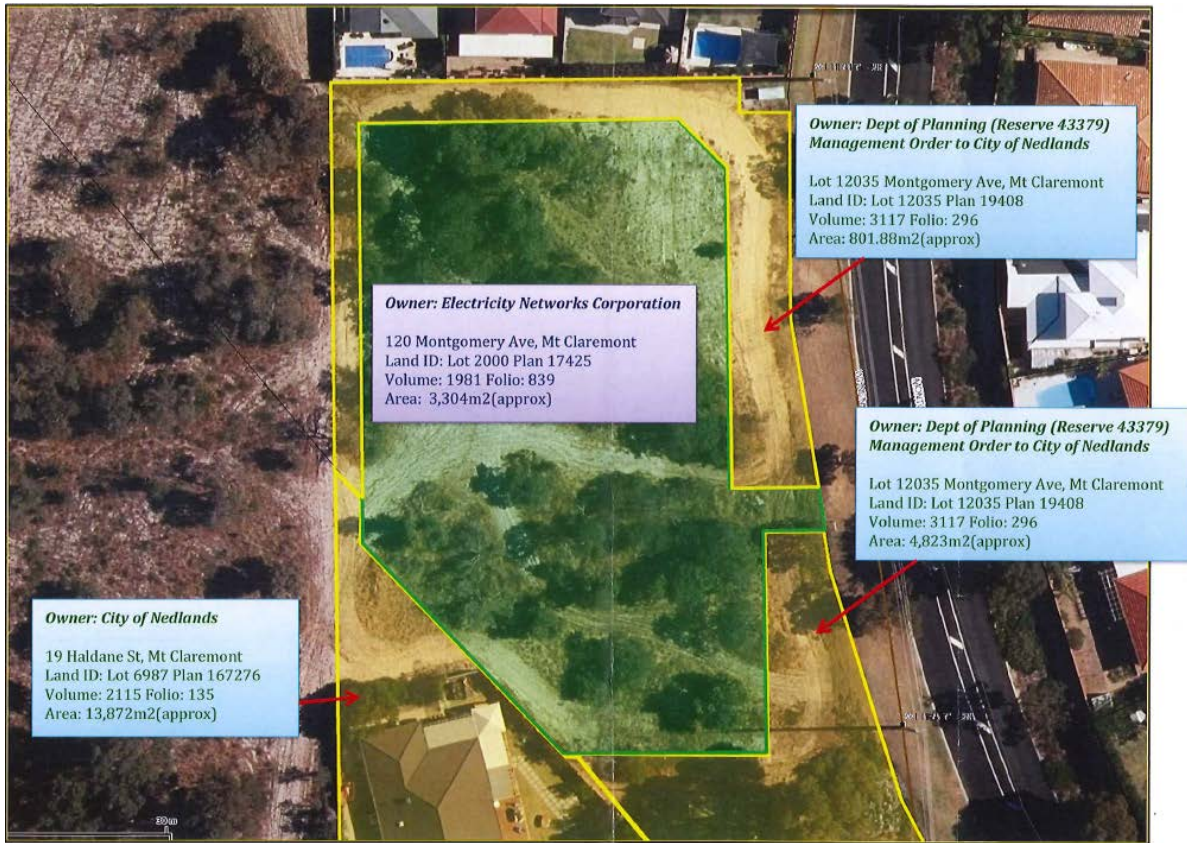 Owner: Dept of Planning (Reserve 43379)
Management Order to City of Nedlands
Lot 12035 Montgomery Ave, Mt Claremont
Land ID: Lot 12035 Plan 19408
Volume: 3117 Folio: 296
Area: 801.88m2(approx)
Owner: Electricity Networks Corporation
120 Montgomery Ave, Mt Claremont
Land ID: Lot 2000 Plan 17425
Volume: 1981 Folio: 839
Area: 3,304m2(approx)
Owner: Dept of Planning (Reserve 43379)
Management Order to City of Nedlands
Lot 12035 Montgomery Ave, Mt Claremont
Land ID: Lot 12035 Plan 19408
Volume: 3117 Folio: 296
Area: 4,823m2(approx)
Owner: City of Nedlands
19 Haldane St, Mt Claremont
Land ID: Lot 6987 Plan 167276
Volume: 2115 Folio: 135
Area: 13,872m2(approx)
30 m